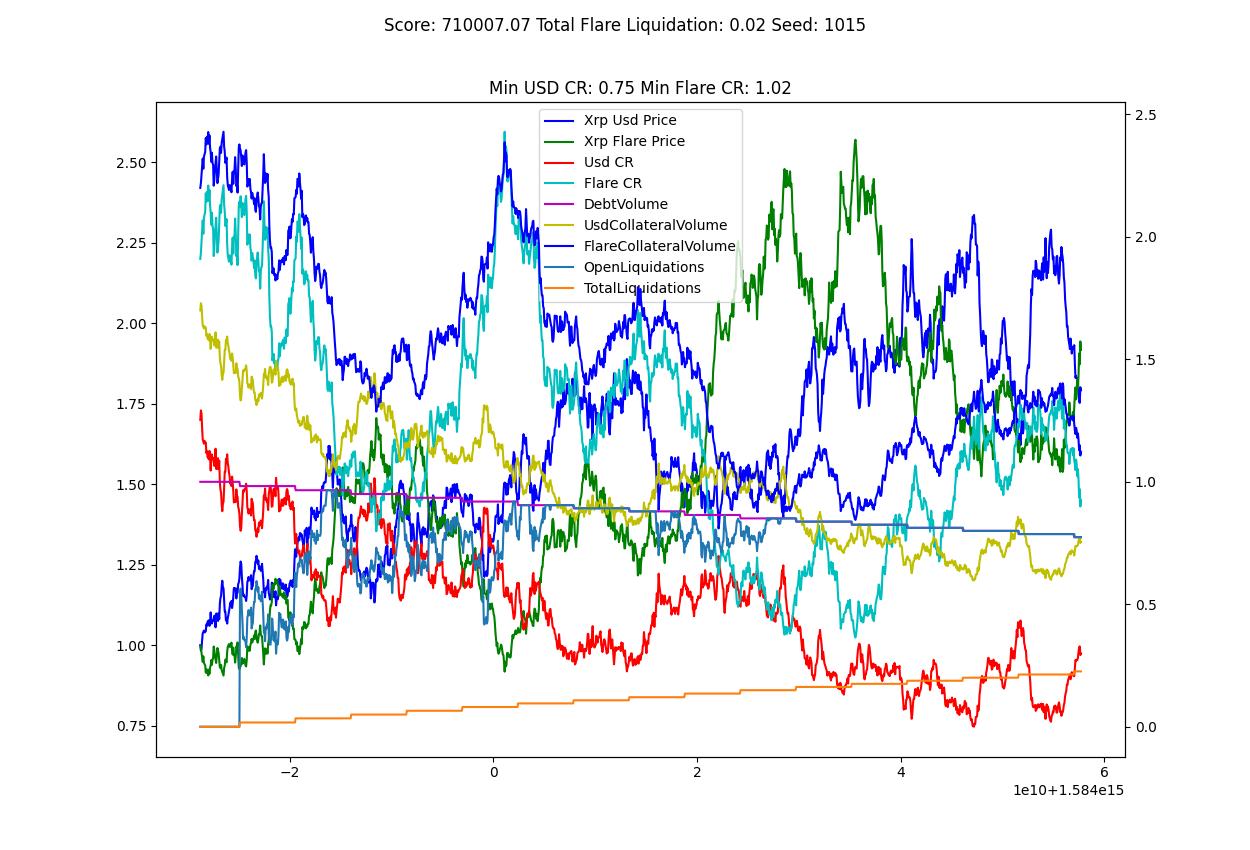 Score: 710007.07 Total Flare Liquidation: 0.02 Seed: 1015
Min USD CR: 0.75 Min Flare CR: 1.02
Xrp Usd Price
Xrp Flare Price
Usd CR
Flare CR
DebtVolume
UsdCollateralVolume
FlareCollateralVolume
OpenLiquidations
TotalLiquidations
2.50
2.25
2.00
1.75
1.50
1.25
1.00
0.75
2.5
2.0
1.5
1.0
0.5
0.0
−2 0 2 4 6
1e10+1.584e15